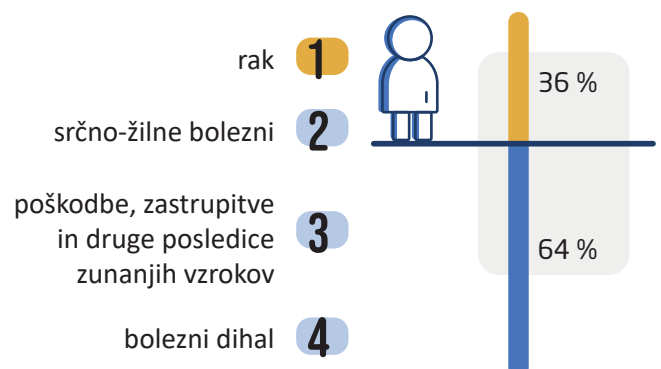 rak 1
srčno-žilne bolezni 2
poškodbe, zastrupitve
in druge posledice 3
zunanjih vzrokov
bolezni dihal 4
36 %
64 %